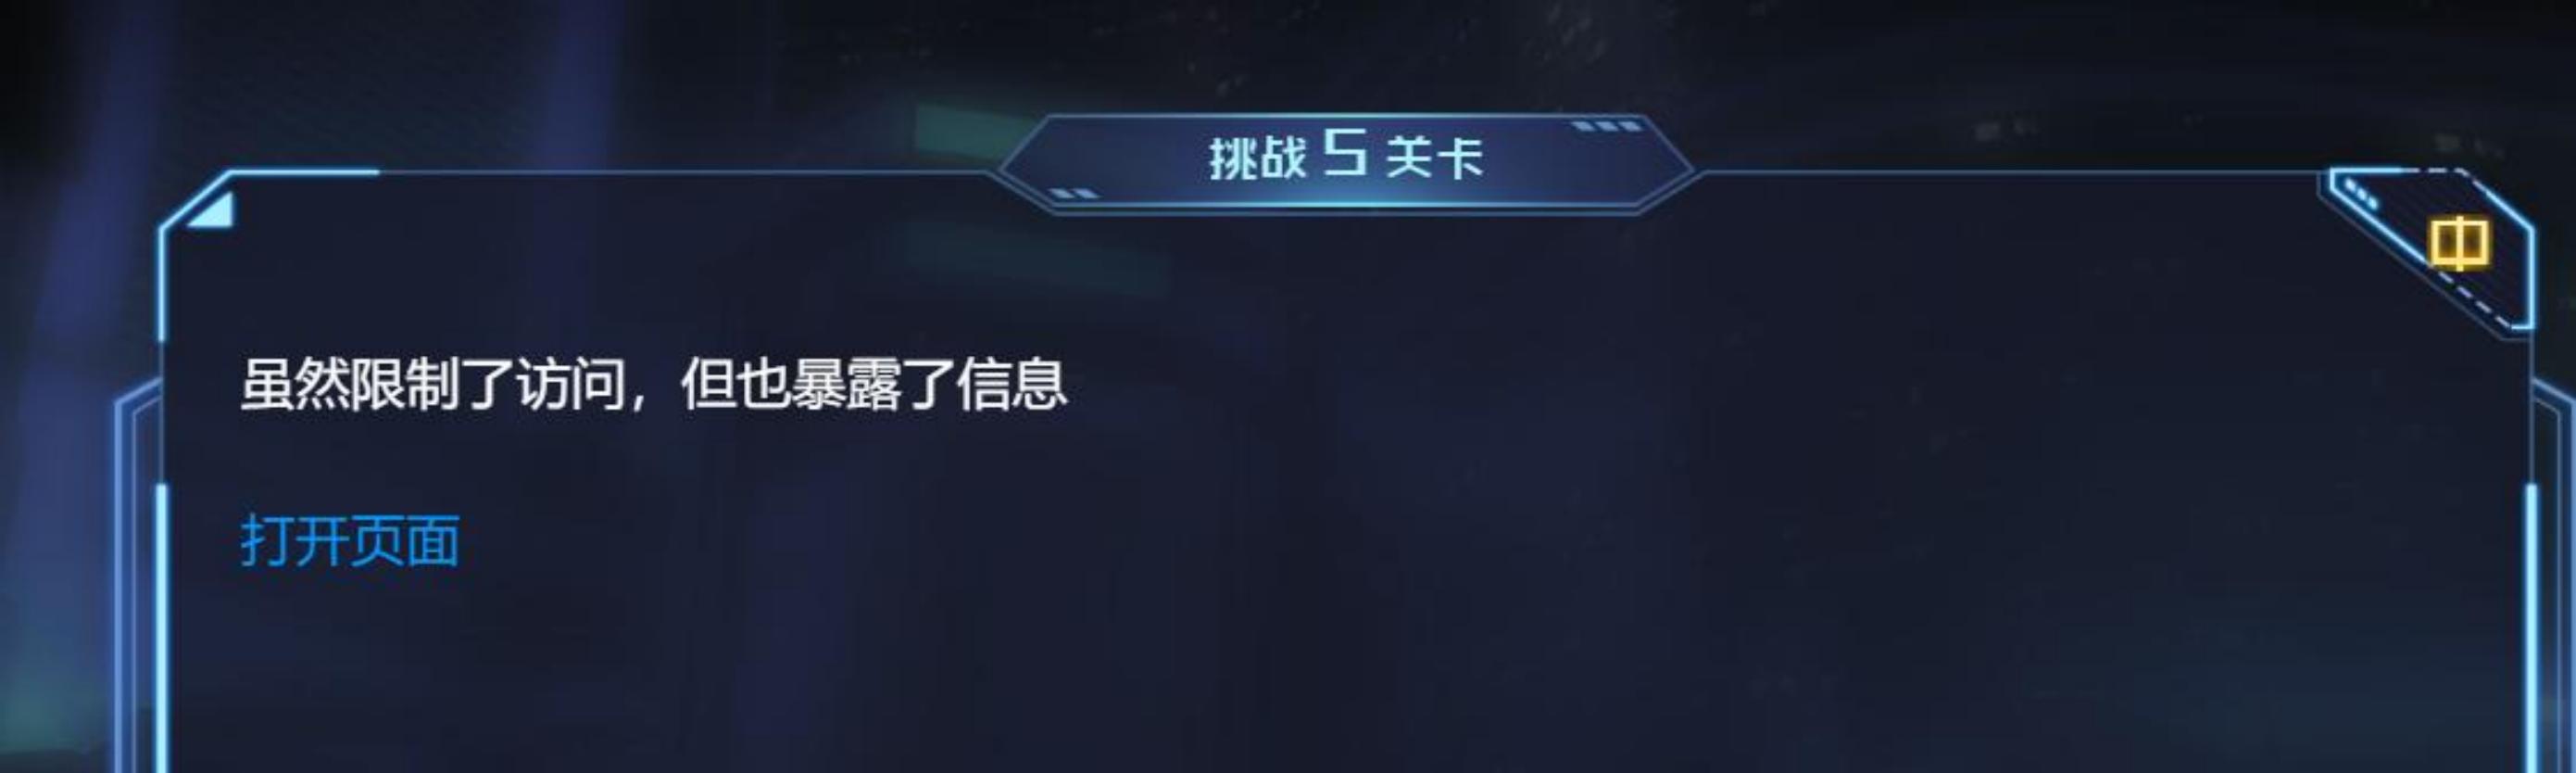 挑战5关卡
中
虽然限制了访问，但也暴露了信息
打开页面